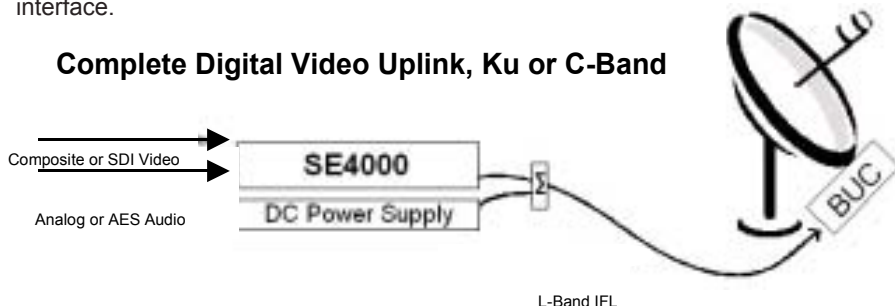 interface.
Complete Digital Video Uplink, Ku or C-Band
Composite or SDI Video
SE4000
Σ
BUC
Analog or AES Audio
DC Power Supply
L-Band IFL